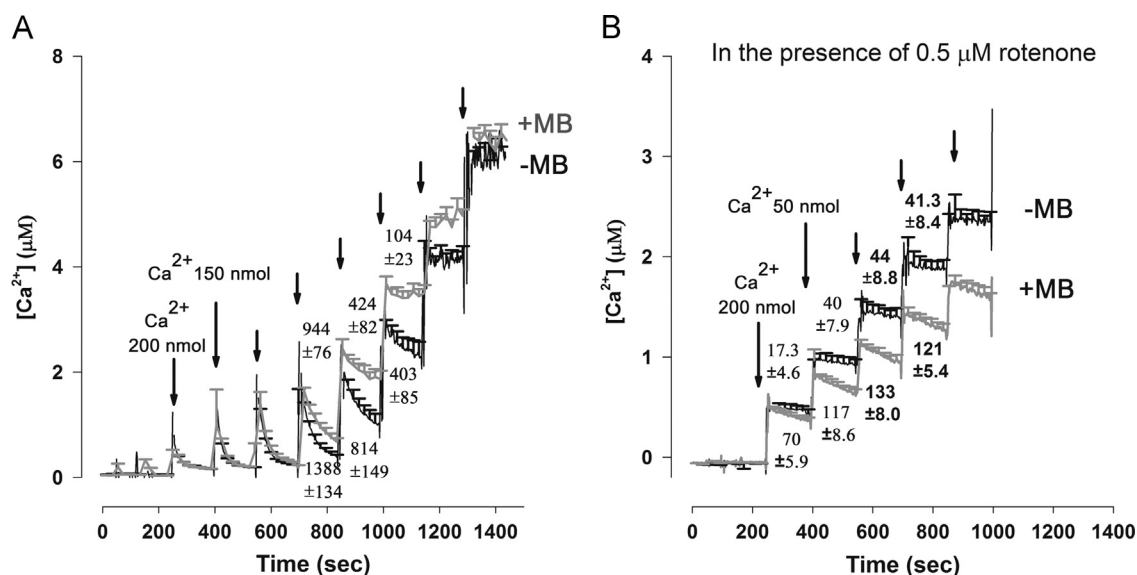 A
8
6
4
2
0
[Ca²⁺] (μM)
Ca²⁺ 150 nmol
Ca²⁺
200 nmol
944
±76
1388
±134
424
±82
814
±149
104
±23
403
±85
+MB
-MB
0 200 400 600 800 1000 1200 1400
Time (sec)
B
In the presence of 0.5 μM rotenone
4
3
2
1
0
[Ca²⁺] (μM)
Ca²⁺ 50 nmol
Ca²⁺
200 nmol
17.3
±4.6
70
±5.9
40
±7.9
117
±8.6
44
±8.8
133
±8.0
41.3
±8.4
121
±5.4
-MB
+MB
0 200 400 600 800 1000 1200 1400
Time (sec)